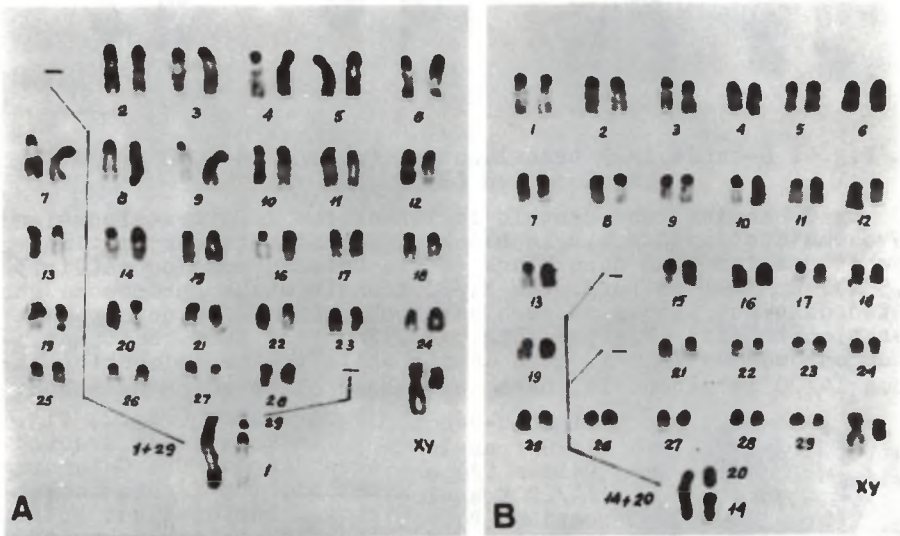 2 3 4 5 6
7 8 9 10 11 12
13 14 15 16 17 18
19 20 21 22 23 24
25 26 27 28
29
1+29
1
XY
A
1 2 3 4 5 6
7 8 9 10 11 12
13 15 16 17 18
19 21 22 23 24
25 26 27 28 29
20
14+20
14
XY
B